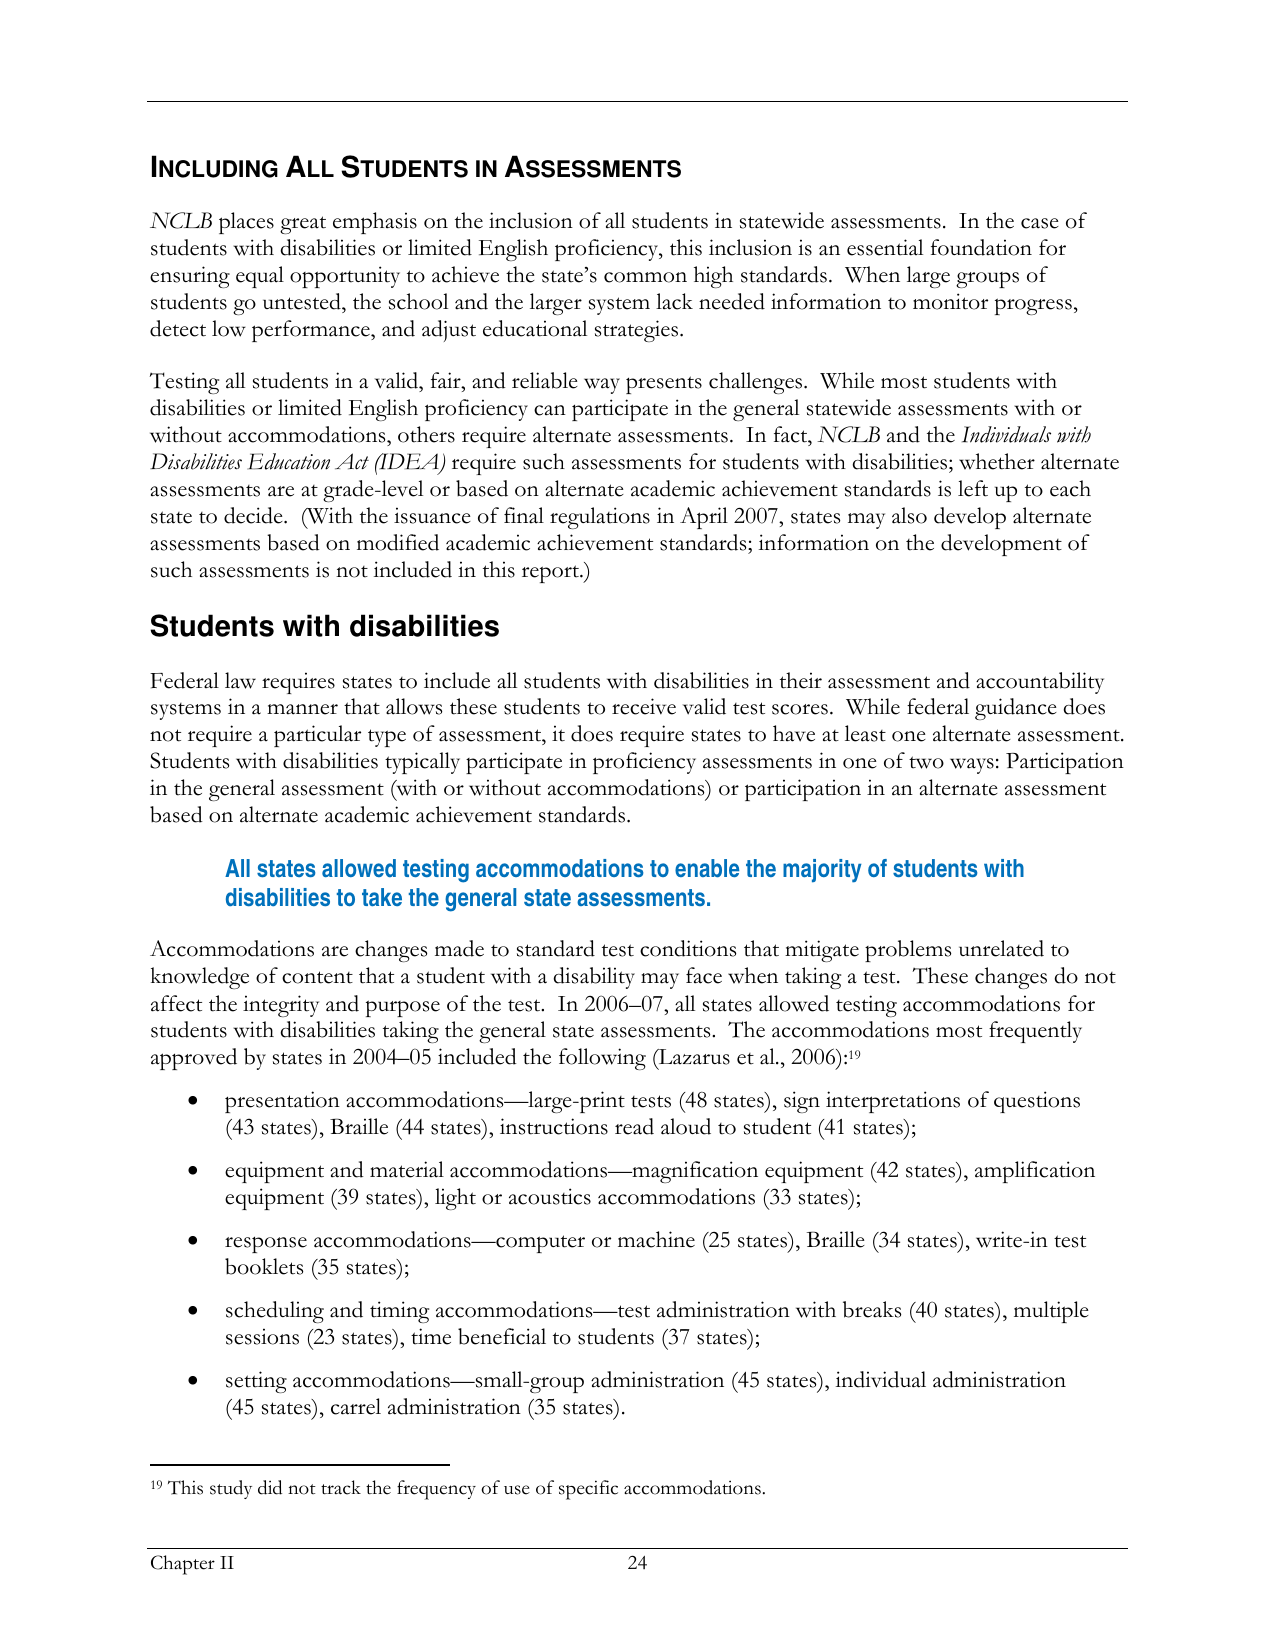 INCLUDING ALL STUDENTS IN ASSESSMENTS
NCLB places great emphasis on the inclusion of all students in statewide assessments.  In the case of
students with disabilities or limited English proficiency, this inclusion is an essential foundation for
ensuring equal opportunity to achieve the state’s common high standards.  When large groups of
students go untested, the school and the larger system lack needed information to monitor progress,
detect low performance, and adjust educational strategies.
Testing all students in a valid, fair, and reliable way presents challenges.  While most students with
disabilities or limited English proficiency can participate in the general statewide assessments with or
without accommodations, others require alternate assessments.  In fact, NCLB and the Individuals with
Disabilities Education Act (IDEA) require such assessments for students with disabilities; whether alternate
assessments are at grade-level or based on alternate academic achievement standards is left up to each
state to decide.  (With the issuance of final regulations in April 2007, states may also develop alternate
assessments based on modified academic achievement standards; information on the development of
such assessments is not included in this report.)
Students with disabilities
Federal law requires states to include all students with disabilities in their assessment and accountability
systems in a manner that allows these students to receive valid test scores.  While federal guidance does
not require a particular type of assessment, it does require states to have at least one alternate assessment.
Students with disabilities typically participate in proficiency assessments in one of two ways: Participation
in the general assessment (with or without accommodations) or participation in an alternate assessment
based on alternate academic achievement standards.
All states allowed testing accommodations to enable the majority of students with
disabilities to take the general state assessments.
Accommodations are changes made to standard test conditions that mitigate problems unrelated to
knowledge of content that a student with a disability may face when taking a test.  These changes do not
affect the integrity and purpose of the test.  In 2006–07, all states allowed testing accommodations for
students with disabilities taking the general state assessments.  The accommodations most frequently
approved by states in 2004–05 included the following (Lazarus et al., 2006):19
• presentation accommodations—large-print tests (48 states), sign interpretations of questions
(43 states), Braille (44 states), instructions read aloud to student (41 states);
• equipment and material accommodations—magnification equipment (42 states), amplification
equipment (39 states), light or acoustics accommodations (33 states);
• response accommodations—computer or machine (25 states), Braille (34 states), write-in test
booklets (35 states);
• scheduling and timing accommodations—test administration with breaks (40 states), multiple
sessions (23 states), time beneficial to students (37 states);
• setting accommodations—small-group administration (45 states), individual administration
(45 states), carrel administration (35 states).
19 This study did not track the frequency of use of specific accommodations.
Chapter II 24